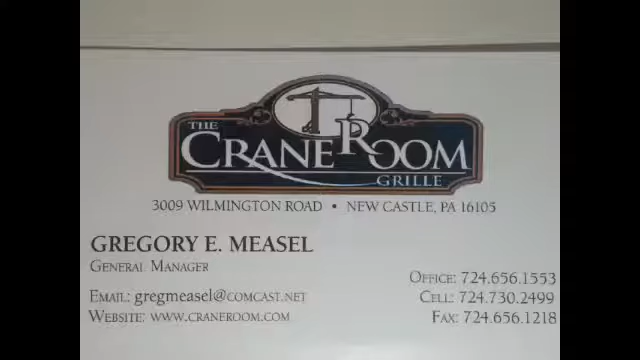 THE
CRANE ROOM
GRILLE
3009 WILMINGTON ROAD • NEW CASTLE, PA 16105
GREGORY E. MEASEL
GENERAL MANAGER
OFFICE: 724.656.1553
EMAIL: gregmeasel@COMCAST.NET
CELL: 724.730.2499
WEBSITE: WWW.CRANEROOM.COM
FAX: 724.656.1218